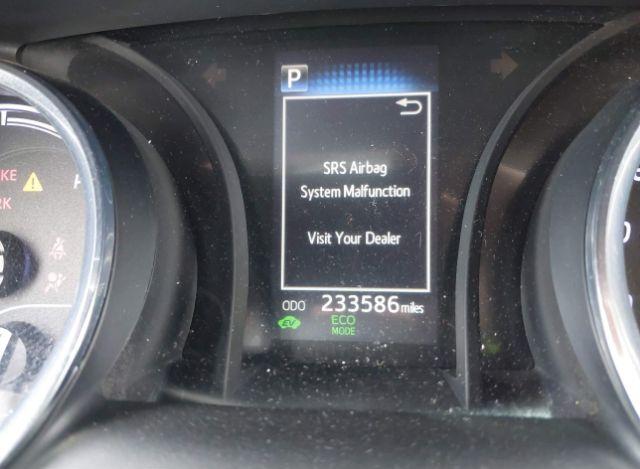 P
SRS Airbag
System Malfunction
Visit Your Dealer
ODO 233586 miles
EV ECO
MODE